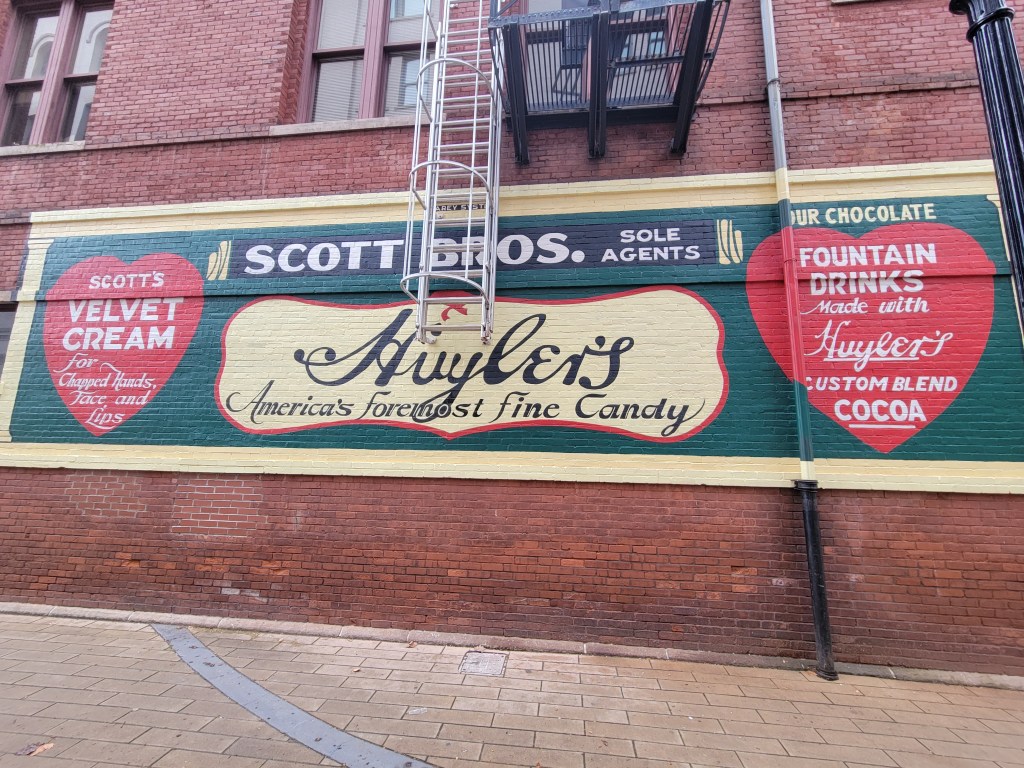 SCOTT'S
VELVET
CREAM
for
Chapped Hands,
Face and
Lips
SCOTT BROS.
SOLE
AGENTS
Huyler's
America's foremost fine Candy
OUR CHOCOLATE
FOUNTAIN
DRINKS
Made with
Huyler's
CUSTOM BLEND
COCOA